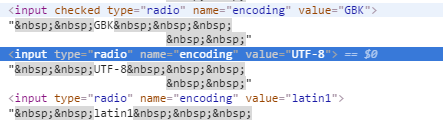 <input checked type="radio" name="encoding" value="GBK">
"&nbsp;&nbsp;GBK&nbsp;&nbsp;&nbsp;
&nbsp;&nbsp;"
<input type="radio" name="encoding" value="UTF-8"> == $0
"&nbsp;&nbsp;UTF-8&nbsp;&nbsp;&nbsp;
&nbsp;&nbsp;"
<input type="radio" name="encoding" value="latin1">
"&nbsp;&nbsp;latin1&nbsp;&nbsp;&nbsp;